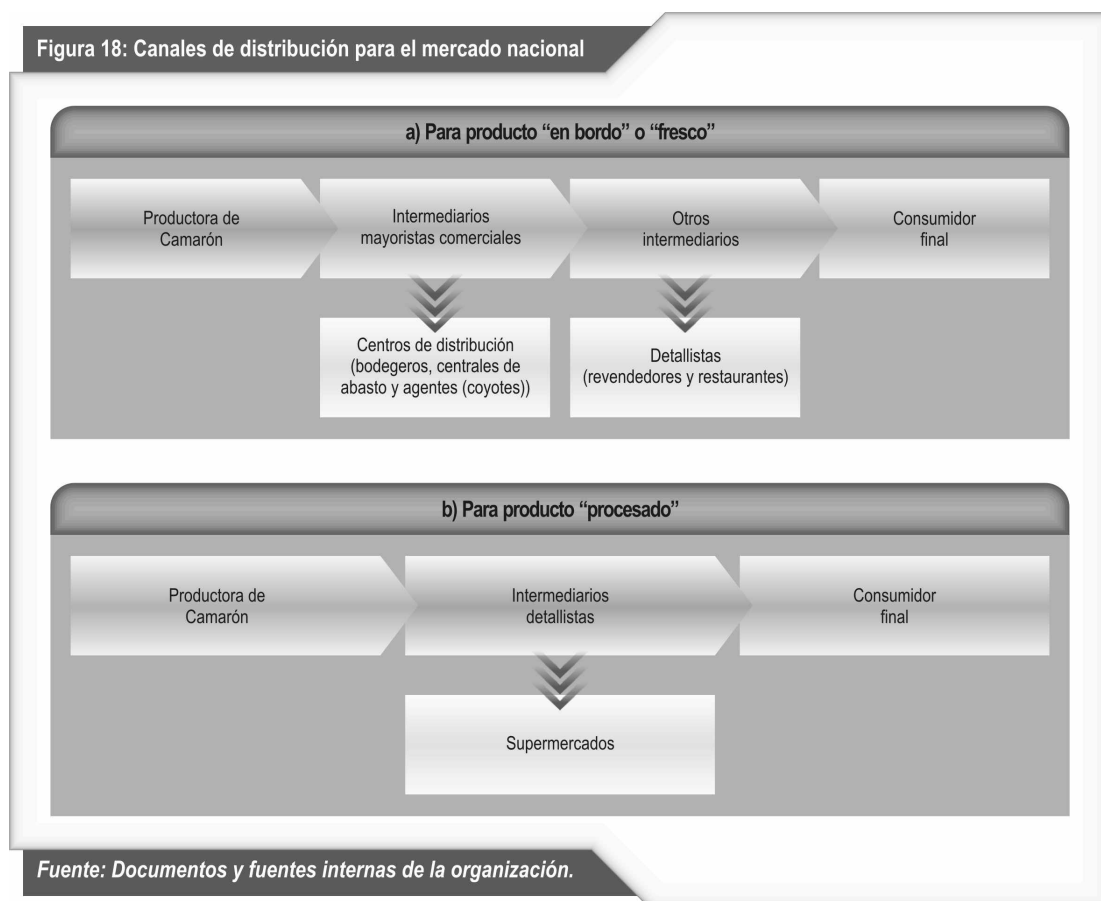 Figura 18: Canales de distribución para el mercado nacional
a) Para producto “en bordo” o “fresco”
Productora de
Camarón
Intermediarios
mayoristas comerciales
Otros
intermediarios
Consumidor
final
Centros de distribución
(bodegeros, centrales de
abasto y agentes (coyotes))
Detallistas
(revendedores y restaurantes)
b) Para producto “procesado”
Productora de
Camarón
Intermediarios
detallistas
Consumidor
final
Supermercados
Fuente: Documentos y fuentes internas de la organización.